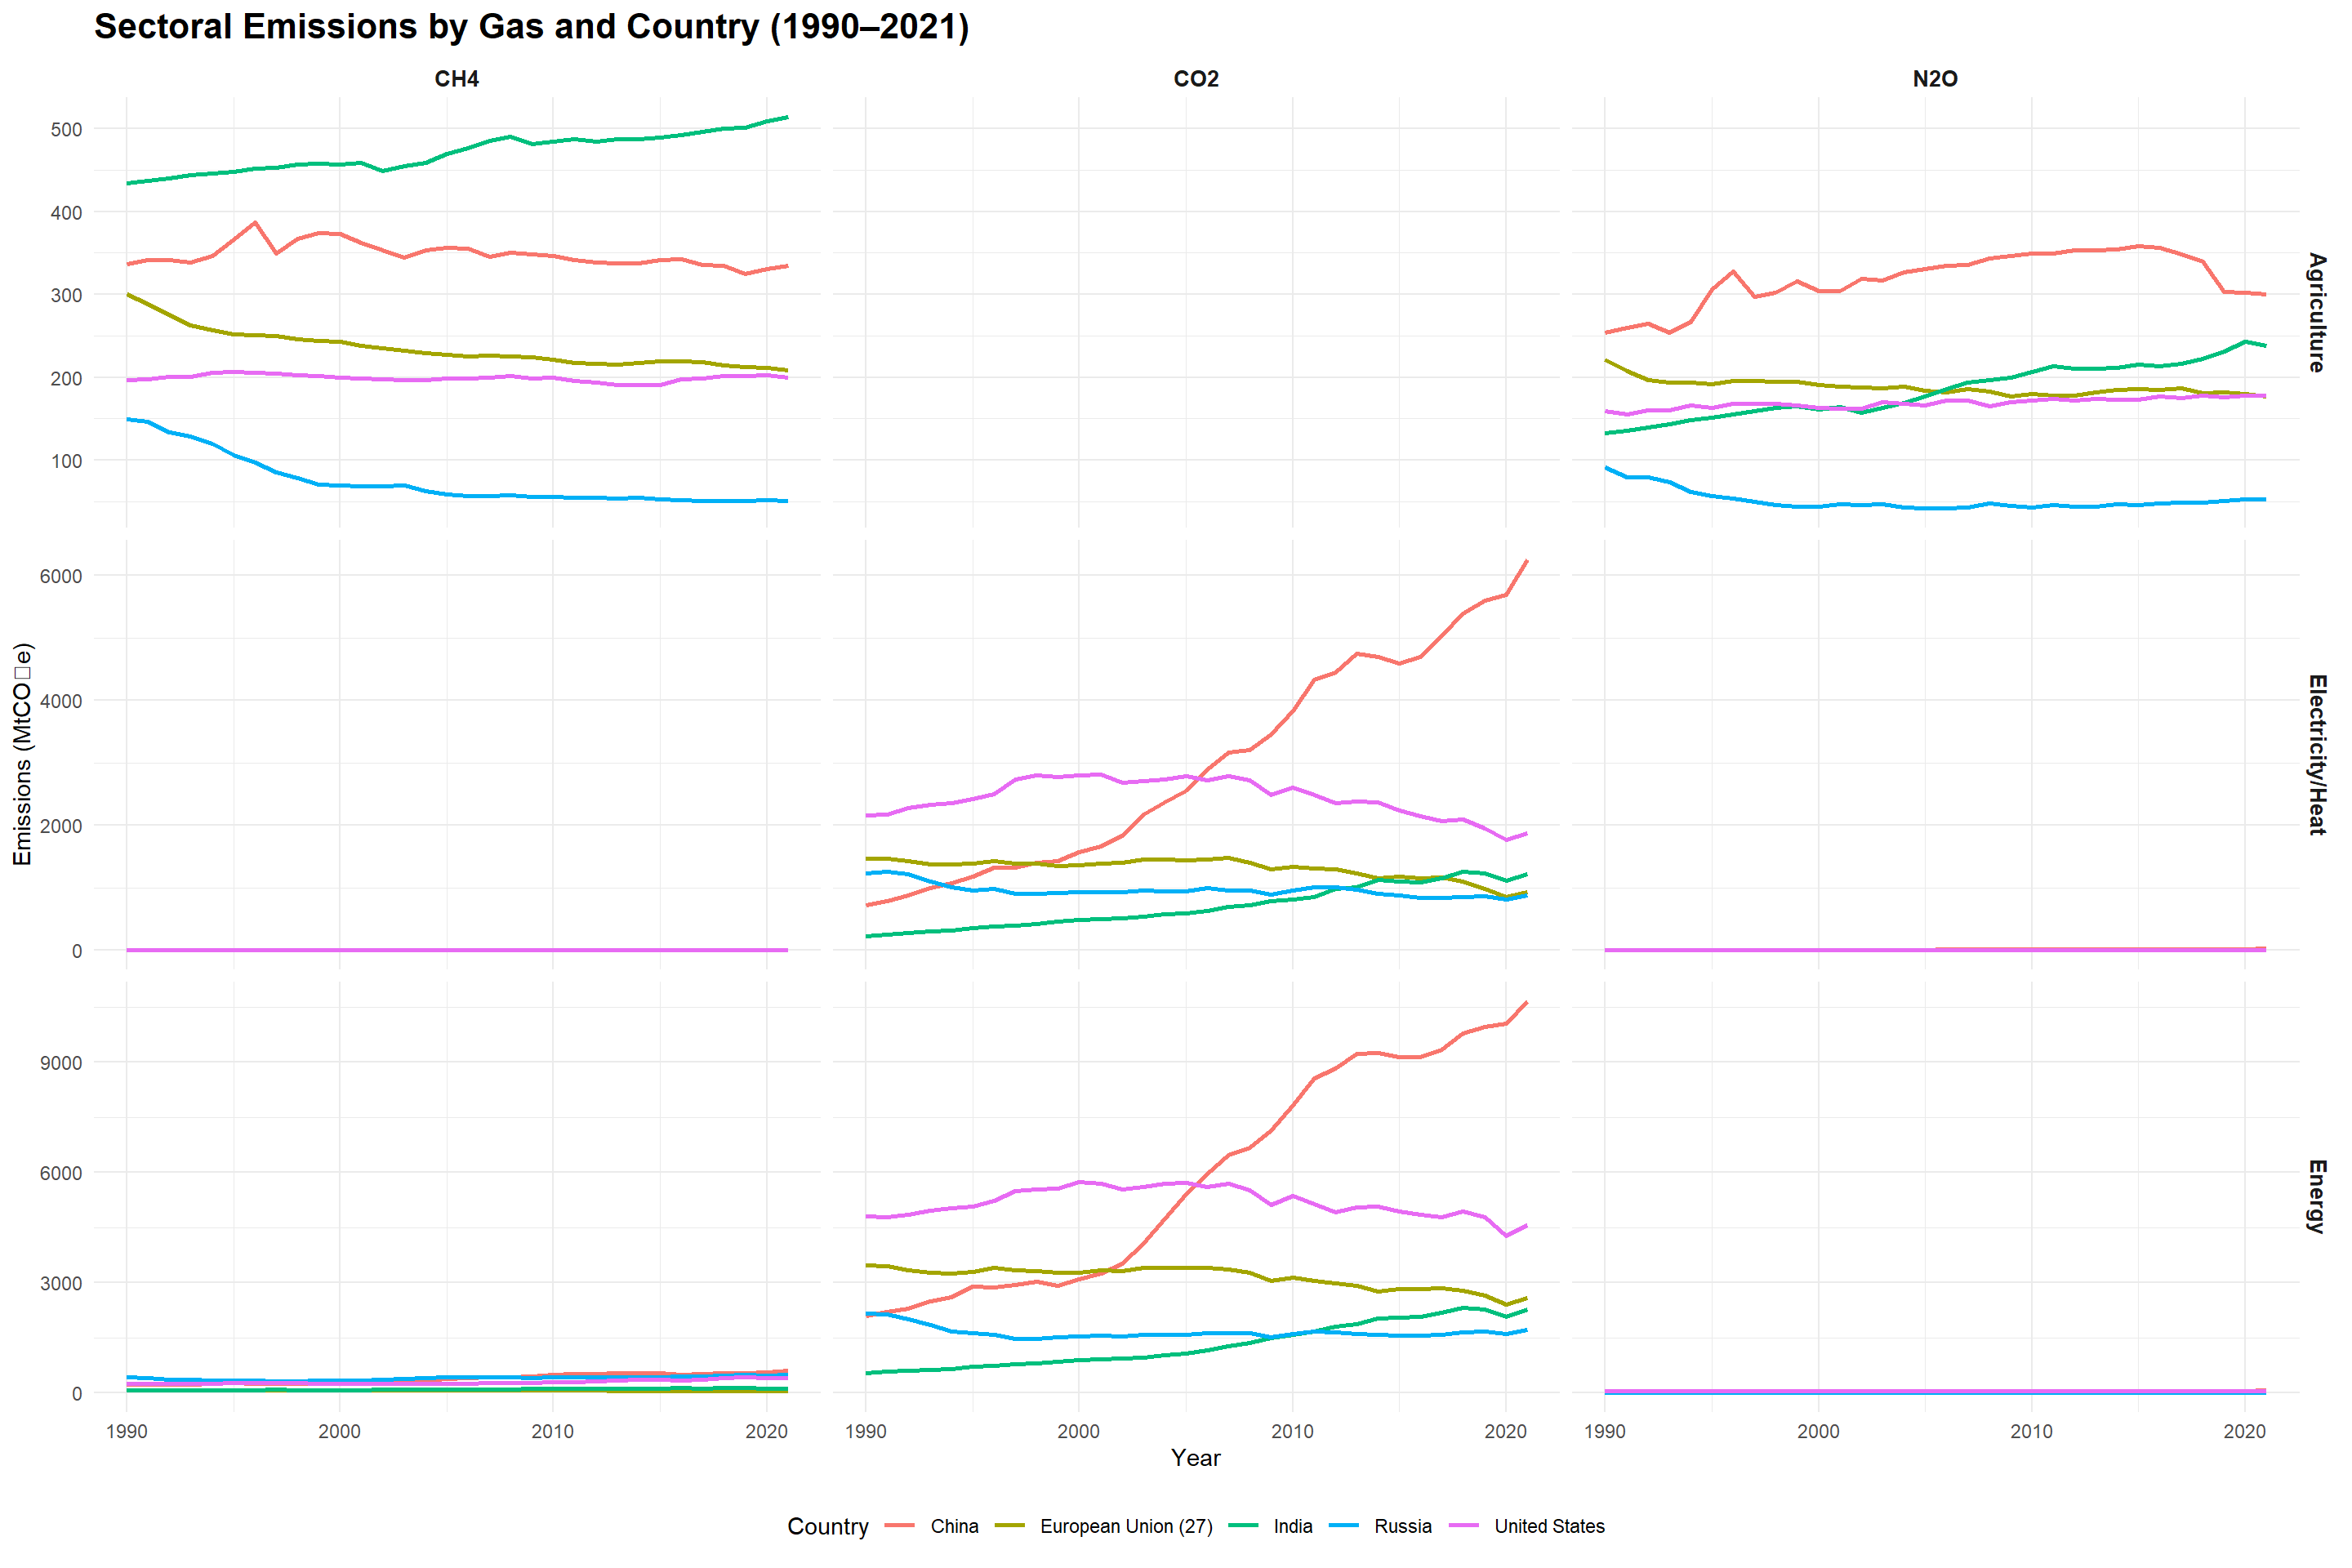 Sectoral Emissions by Gas and Country (1990–2021)
CH4
CO2
N2O
500
400
300
200
100
Agriculture
6000
4000
2000
0
Electricity/Heat
9000
6000
3000
0
Energy
Emissions (MtCO□e)
1990 2000 2010 2020
1990 2000 2010 2020
1990 2000 2010 2020
Year
Country China European Union (27) India Russia United States